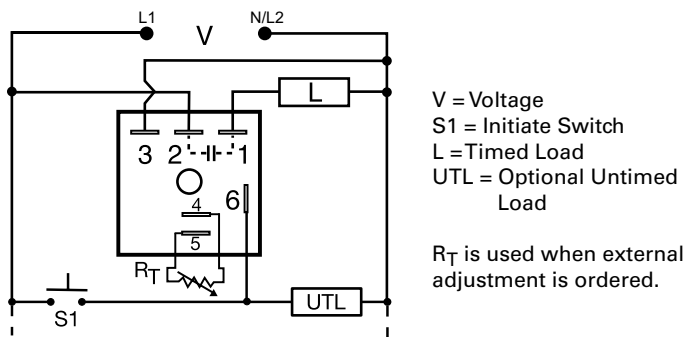 L1
V
N/L2
L
3 2 1
6
4
5
RT
S1
UTL
V = Voltage
S1 = Initiate Switch
L = Timed Load
UTL = Optional Untimed
Load
RT is used when external
adjustment is ordered.